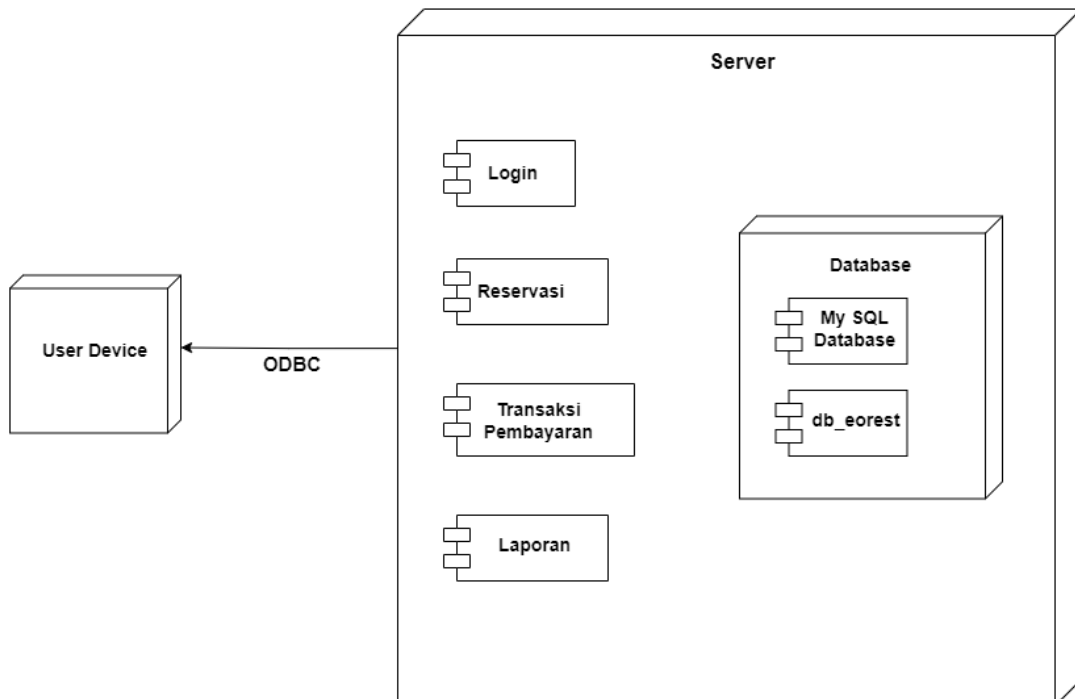 Server
Login
Reservasi
Transaksi
Pembayaran
Laporan
Database
My SQL
Database
db_eorest
User Device
ODBC